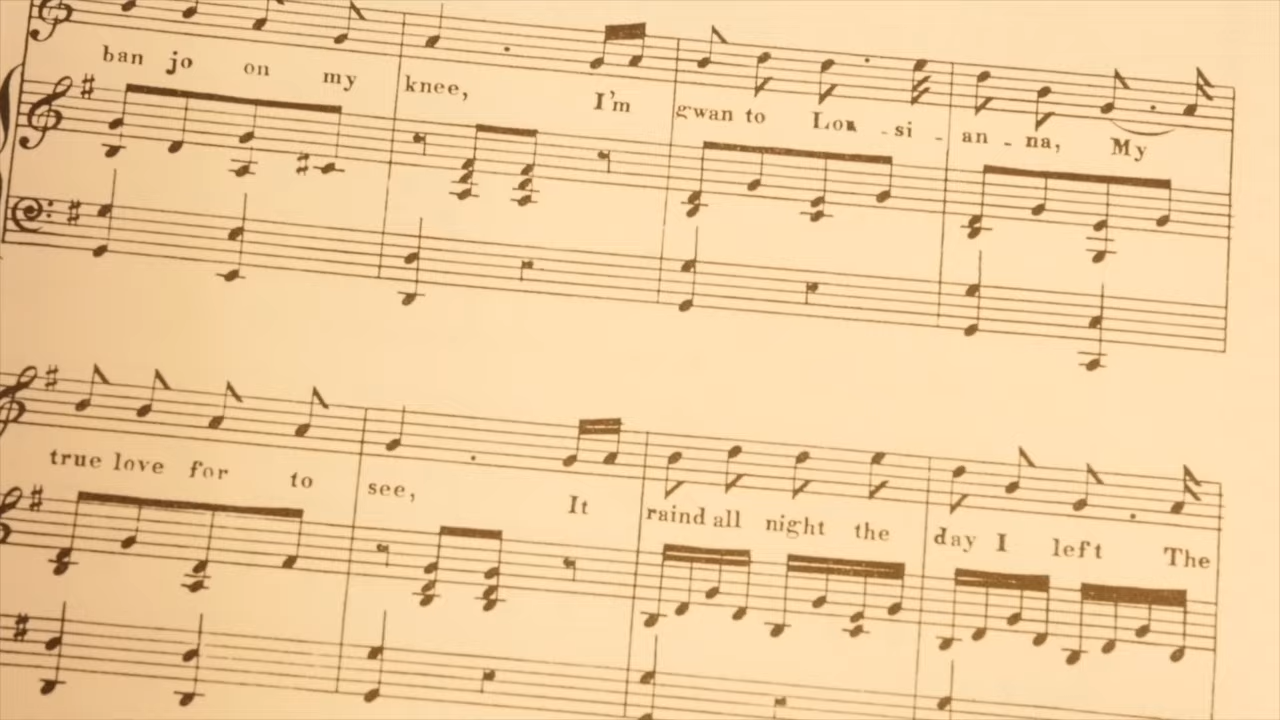 ban jo on my knee, I'm gwan to Lou - si - an - na, My
true love for to see, It raind all night the day I left The